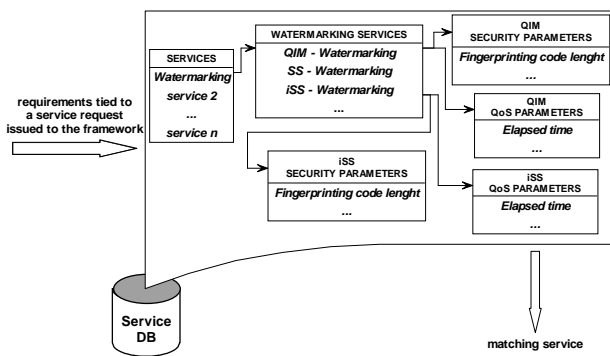 requirements tied to
a service request
issued to the framework
SERVICES
Watermarking
service 2
...
service n
WATERMARKING SERVICES
QIM - Watermarking
SS - Watermarking
iSS - Watermarking
...
QIM
SECURITY PARAMETERS
Fingerprinting code lenght
...
QIM
QoS PARAMETERS
Elapsed time
...
iSS
SECURITY PARAMETERS
Fingerprinting code lenght
...
iSS
QoS PARAMETERS
Elapsed time
...
Service
DB
matching service